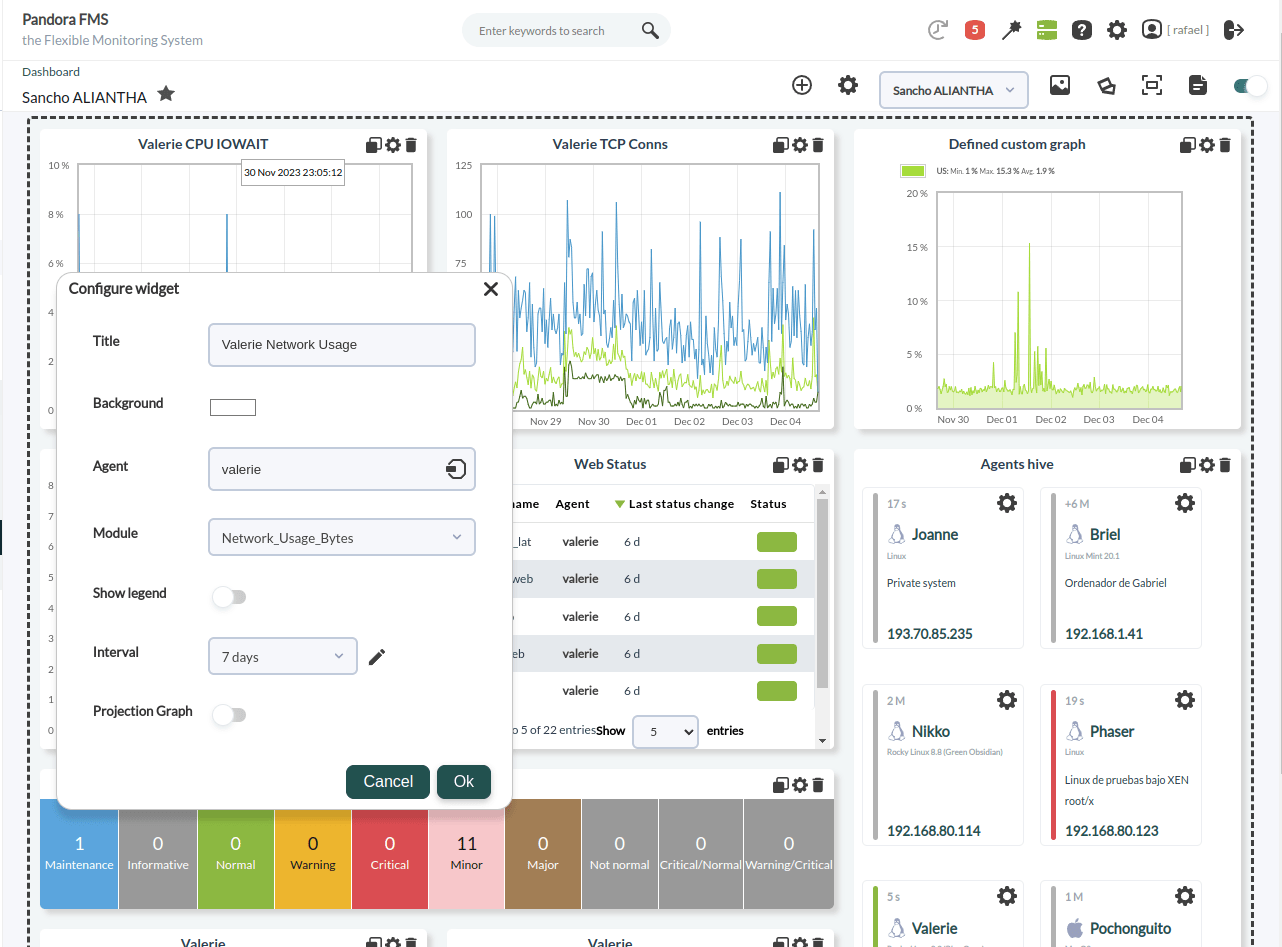 Pandora FMS
the Flexible Monitoring System
Enter keywords to search
5
[ rafael ]
Dashboard
Sancho ALIANTHA
Sancho ALIANTHA
Valerie CPU IOWAIT
10 %
30 Nov 2023 23:05:12
8 %
6 %
4
2
0
Valerie TCP Conns
125
100
75
Nov 29 Nov 30 Dec 01 Dec 02 Dec 03 Dec 04
Defined custom graph
US: Min. 1 % Max. 15.3 % Avg. 1.9 %
20 %
15 %
10 %
5 %
0 %
Nov 30 Dec 01 Dec 02 Dec 03 Dec 04
Configure widget
Title
Valerie Network Usage
Background
Agent
valerie
Module
Network_Usage_Bytes
Show legend
Interval
7 days
Projection Graph
Cancel Ok
8
7
6
5
4
3
2
1
0
Web Status
name Agent Last status change Status
_lat valerie 6 d
web valerie 6 d
valerie 6 d
eb valerie 6 d
valerie 6 d
o 5 of 22 entries Show 5 entries
Agents hive
17 s
Joanne
Linux
Private system
193.70.85.235
+6 M
Briel
Linux Mint 20.1
Ordenador de Gabriel
192.168.1.41
2 M
Nikko
Rocky Linux 8.8 (Green Obsidian)
192.168.80.114
19 s
Phaser
Linux
Linux de pruebas bajo XEN
root/x
192.168.80.123
5 s
Valerie
1 M
Pochonguito
1 0 0 0 0 11 0 0 0 0
Maintenance Informative Normal Warning Critical Minor Major Not normal Critical/Normal Warning/Critical
Valerie
Valerie